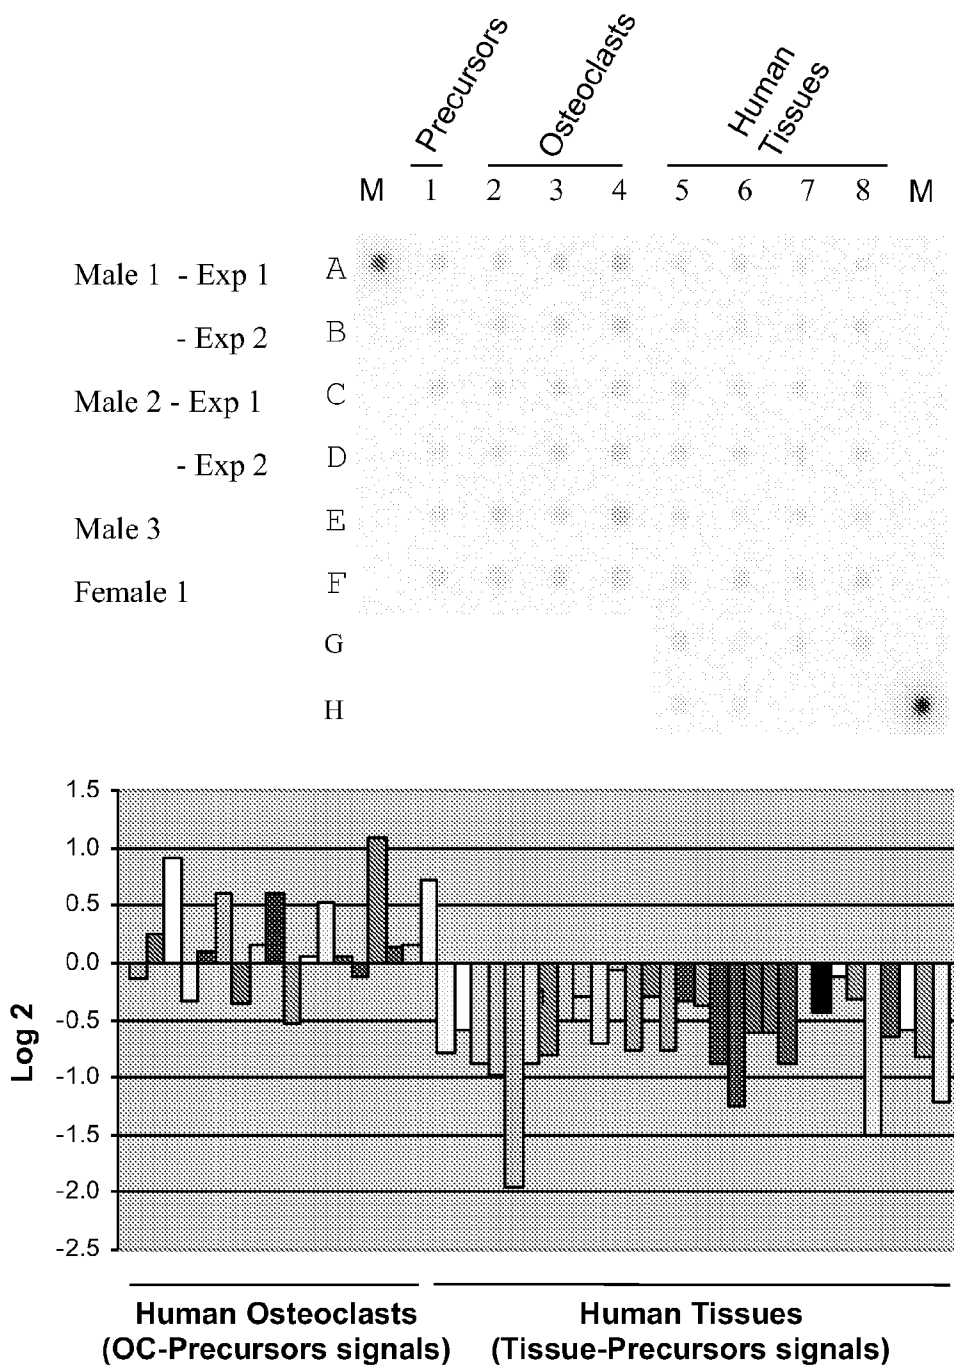 Precursors
Osteoclasts
Human
Tissues
M 1 2 3 4 5 6 7 8 M
Male 1 - Exp 1 A
- Exp 2 B
Male 2 - Exp 1 C
- Exp 2 D
Male 3 E
Female 1 F
G
H
1.5
1.0
0.5
0.0
-0.5
-1.0
-1.5
-2.0
-2.5
Log 2
Human Osteoclasts
(OC-Precursors signals)
Human Tissues
(Tissue-Precursors signals)